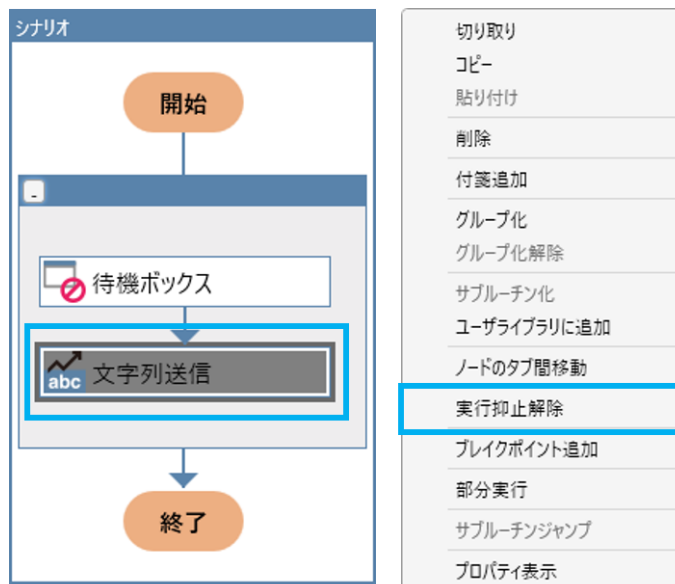 シナリオ
開始
-
待機ボックス
abc
文字列送信
終了
切り取り
コピー
貼り付け
削除
付箋追加
グループ化
グループ化解除
サブルーチン化
ユーザライブラリに追加
ノードのタブ間移動
実行抑止解除
ブレイクポイント追加
部分実行
サブルーチンジャンプ
プロパティ表示